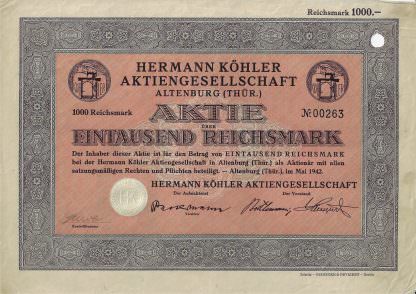 Reichsmark 1000.–
HERMANN KÖHLER
AKTIENGESELLSCHAFT
ALTENBURG (THÜR.)
1000 Reichsmark
AKTIE
№ 00263
ÜBER
EINTAUSEND REICHSMARK
Der Inhaber dieser Aktie ist für den Betrag von EINTAUSEND REICHSMARK
bei der Hermann Köhler Aktiengesellschaft in Altenburg (Thür.) als Aktionär mit allen
satzungsmäßigen Rechten und Pflichten beteiligt. – Altenburg (Thür.), im Mai 1942.
HERMANN KÖHLER AKTIENGESELLSCHAFT
Der Aufsichtsrat
Der Vorstand